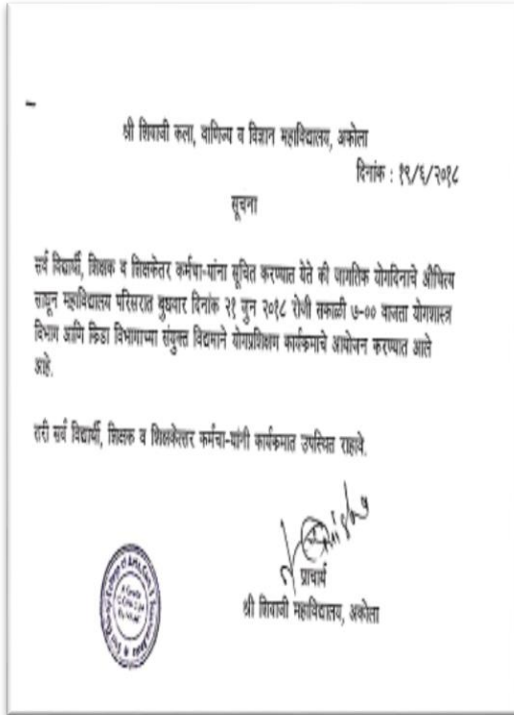 श्री शिवाजी कला, वाणिज्य व विज्ञान महाविद्यालय, अकोला
दिनांक : १९/६/२०१८
सूचना
सर्व विद्यार्थी, शिक्षक व शिक्षकेतर कर्मचा-यांना सूचित करण्यात येते की जागतिक योगदिनाचे औचित्य
साधून महाविद्यालय परिसरात बुधवार दिनांक २१ जुन २०१८ रोजी सकाळी ७-०० वाजता योगशास्त्र
विभाग आणि क्रिडा विभागाच्या संयुक्त विद्यमाने योगप्रशिक्षण कार्यक्रमाचे आयोजन करण्यात आले
आहे.
तरी सर्व विद्यार्थी, शिक्षक व शिक्षकेत्तर कर्मचा-यांनी कार्यक्रमात उपस्थित राहावे.
प्राचार्य
श्री शिवाजी महाविद्यालय, अकोला